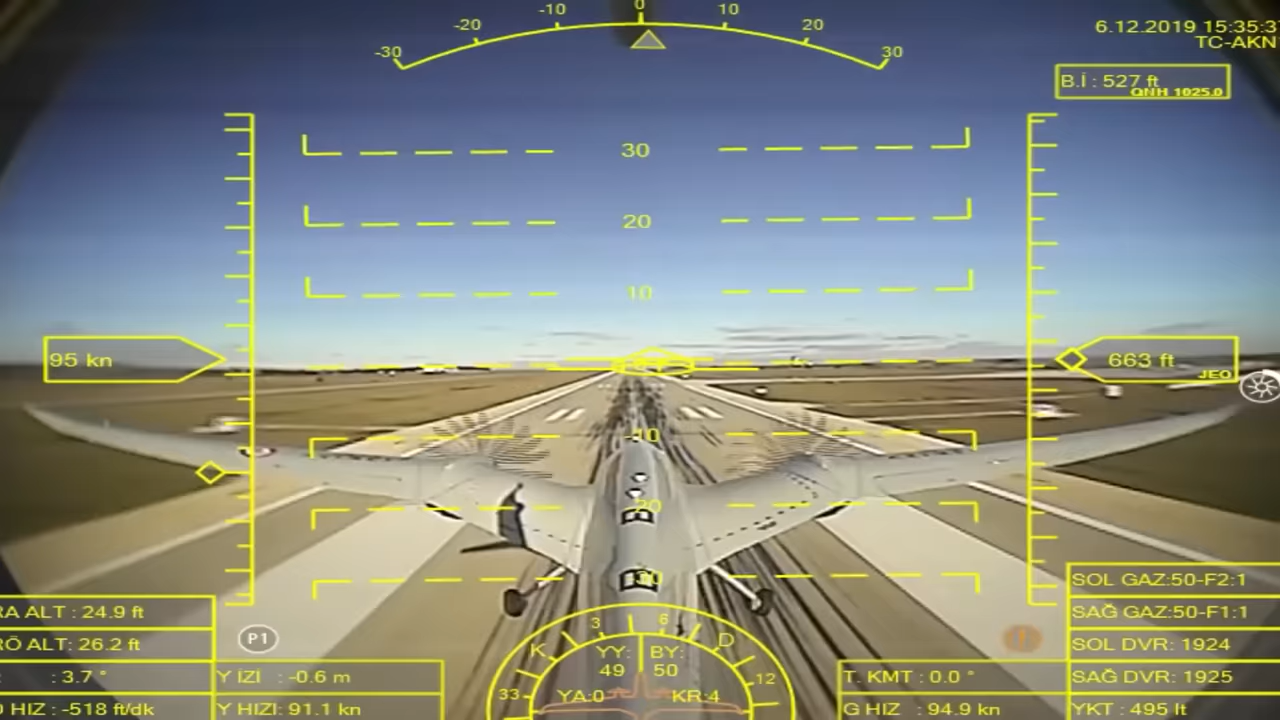 -30 -20 -10 0 10 20 30
6.12.2019 15:35:3
TC-AKN
B.İ : 527 ft
QNH 1025.0
30
20
10
95 kn
663 ft
JEO
-10
-20
-30
RA ALT : 24.9 ft
RÖ ALT: 26.2 ft
: 3.7 °
HIZ : -518 ft/dk
P1
Y İZİ : -0.6 m
Y HIZI: 91.1 kn
33 K 3 6 D 12
YY: 49
BY: 50
YA:0
KR:4
T. KMT : 0.0 °
G HIZ : 94.9 kn
SOL GAZ:50-F2:1
SAĞ GAZ:50-F1:1
SOL DVR: 1924
SAĞ DVR: 1925
YKT : 495 lt